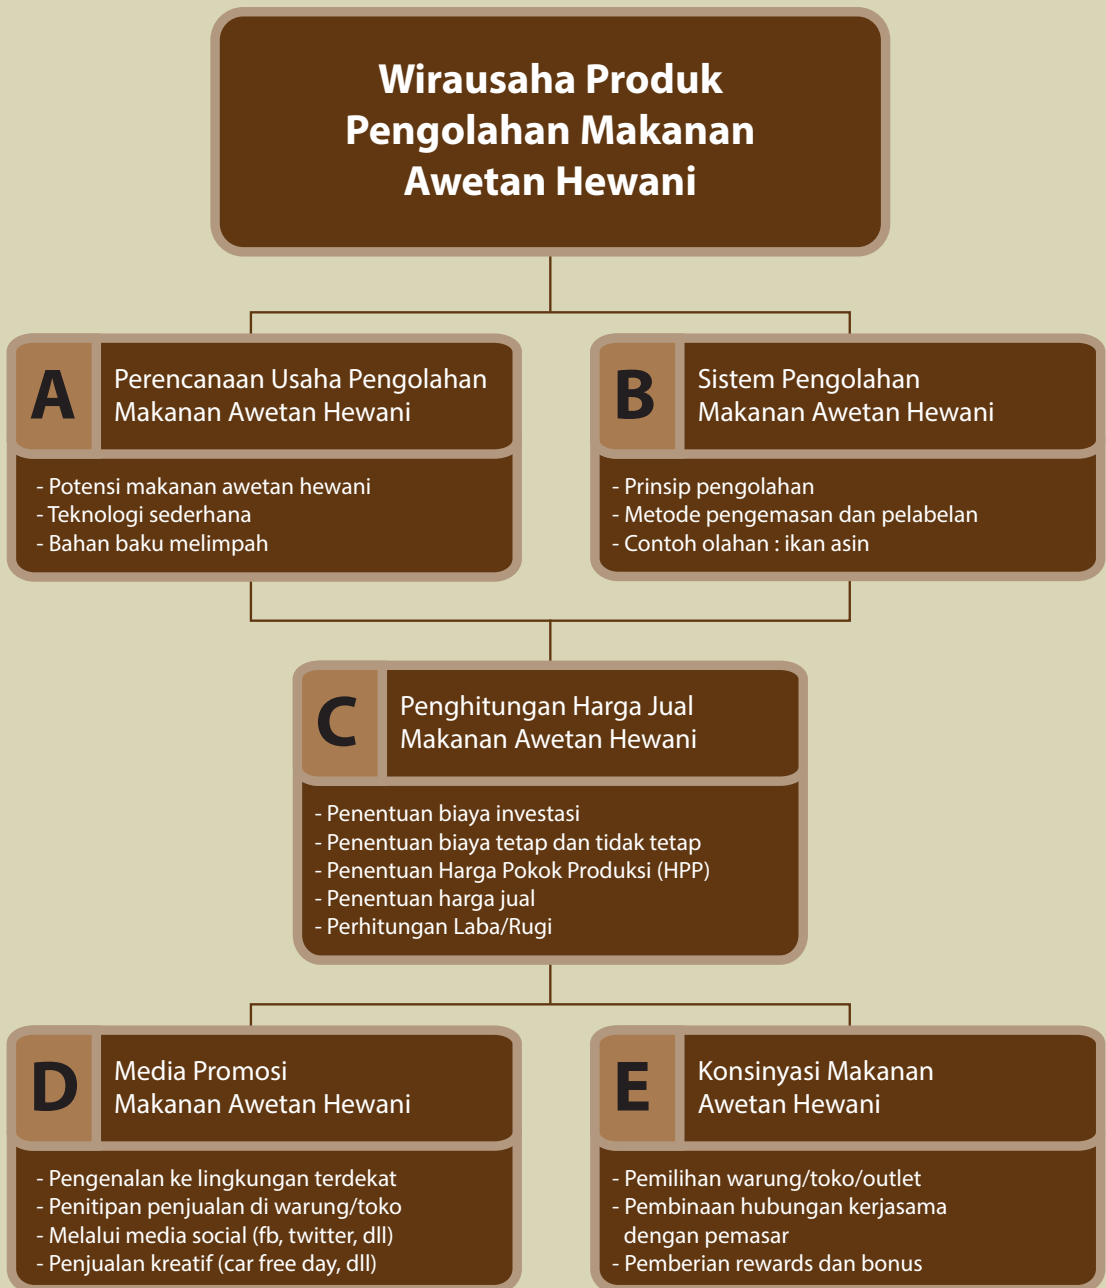 Wirausaha Produk
Pengolahan Makanan
Awetan Hewani
A
Perencanaan Usaha Pengolahan
Makanan Awetan Hewani
- Potensi makanan awetan hewani
- Teknologi sederhana
- Bahan baku melimpah
B
Sistem Pengolahan
Makanan Awetan Hewani
- Prinsip pengolahan
- Metode pengemasan dan pelabelan
- Contoh olahan : ikan asin
C
Penghitungan Harga Jual
Makanan Awetan Hewani
- Penentuan biaya investasi
- Penentuan biaya tetap dan tidak tetap
- Penentuan Harga Pokok Produksi (HPP)
- Penentuan harga jual
- Perhitungan Laba/Rugi
D
Media Promosi
Makanan Awetan Hewani
- Pengenalan ke lingkungan terdekat
- Penitipan penjualan di warung/toko
- Melalui media social (fb, twitter, dll)
- Penjualan kreatif (car free day, dll)
E
Konsinyasi Makanan
Awetan Hewani
- Pemilihan warung/toko/outlet
- Pembinaan hubungan kerjasama
dengan pemasar
- Pemberian rewards dan bonus